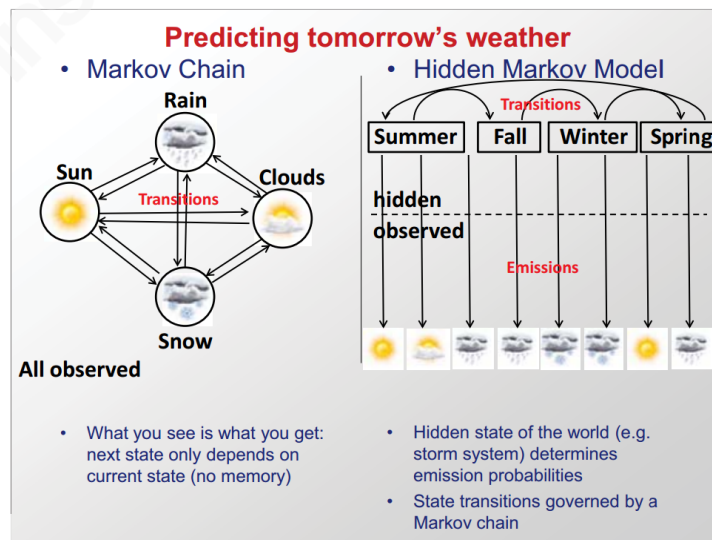 Predicting tomorrow's weather
• Markov Chain
Rain
Sun
Clouds
Transitions
Snow
All observed
• What you see is what you get:
next state only depends on
current state (no memory)
• Hidden Markov Model
Transitions
Summer Fall Winter Spring
hidden
observed
Emissions
• Hidden state of the world (e.g.
storm system) determines
emission probabilities
• State transitions governed by a
Markov chain